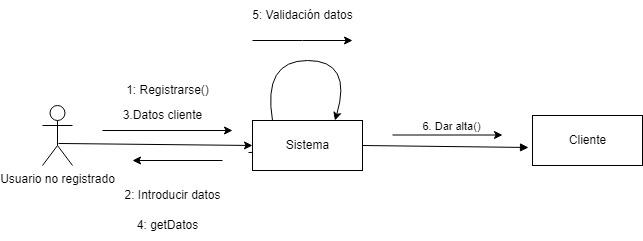 5: Validación datos
1: Registrarse()
3.Datos cliente
6. Dar alta()
Sistema
Cliente
Usuario no registrado
2: Introducir datos
4: getDatos